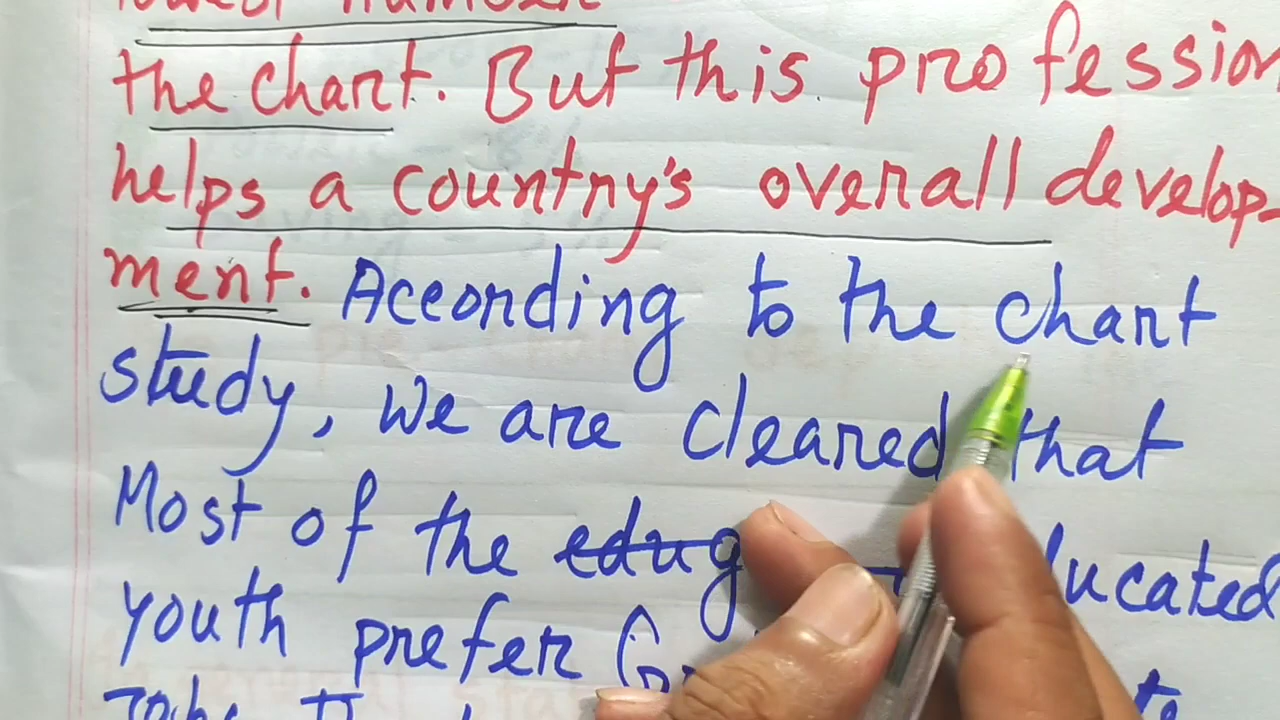 the chart. But this profession
helps a country's overall develop-
ment. According to the chart
study, we are cleared that
Most of the educated
youth prefer